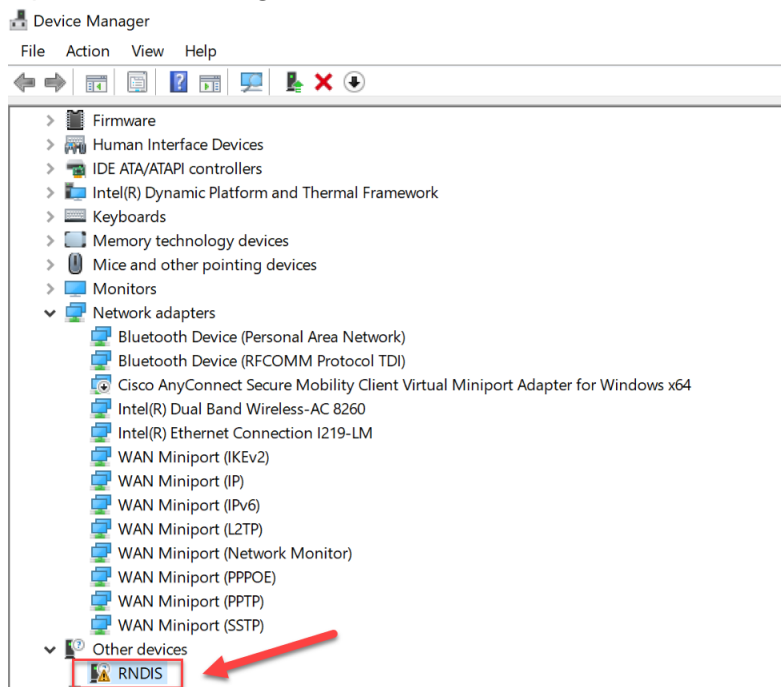 Device Manager
File Action View Help
Firmware
Human Interface Devices
IDE ATA/ATAPI controllers
Intel(R) Dynamic Platform and Thermal Framework
Keyboards
Memory technology devices
Mice and other pointing devices
Monitors
Network adapters
Bluetooth Device (Personal Area Network)
Bluetooth Device (RFCOMM Protocol TDI)
Cisco AnyConnect Secure Mobility Client Virtual Miniport Adapter for Windows x64
Intel(R) Dual Band Wireless-AC 8260
Intel(R) Ethernet Connection I219-LM
WAN Miniport (IKEv2)
WAN Miniport (IP)
WAN Miniport (IPv6)
WAN Miniport (L2TP)
WAN Miniport (Network Monitor)
WAN Miniport (PPPOE)
WAN Miniport (PPTP)
WAN Miniport (SSTP)
Other devices
RNDIS